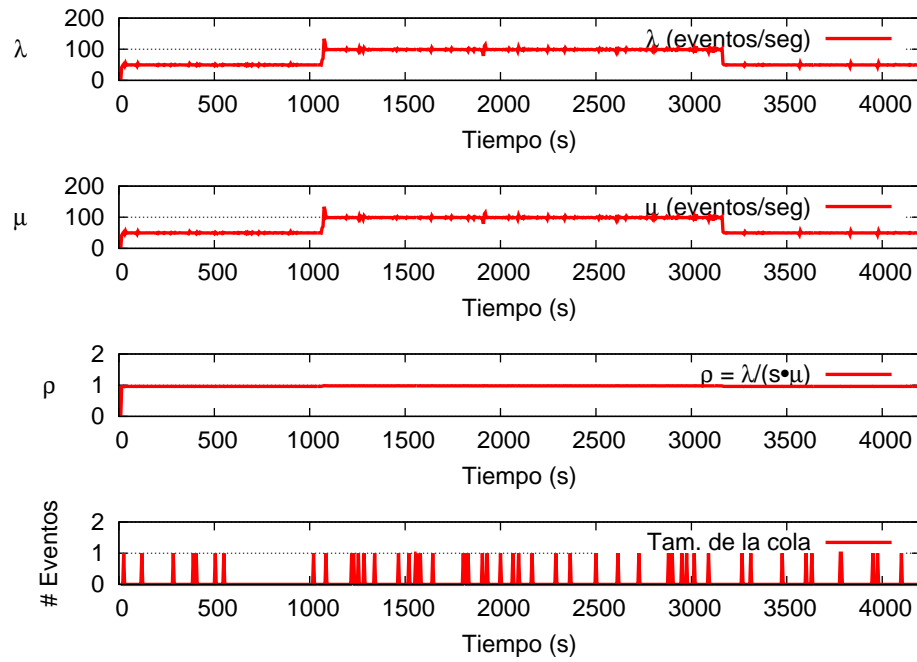 200
λ (eventos/seg)
λ
100
0
0 500 1000 1500 2000 2500 3000 3500 4000
Tiempo (s)
200
μ (eventos/seg)
μ
100
0
0 500 1000 1500 2000 2500 3000 3500 4000
Tiempo (s)
2
ρ = λ/(s•μ)
ρ
1
0
0 500 1000 1500 2000 2500 3000 3500 4000
Tiempo (s)
2
Tam. de la cola
# Eventos
1
0
0 500 1000 1500 2000 2500 3000 3500 4000
Tiempo (s)